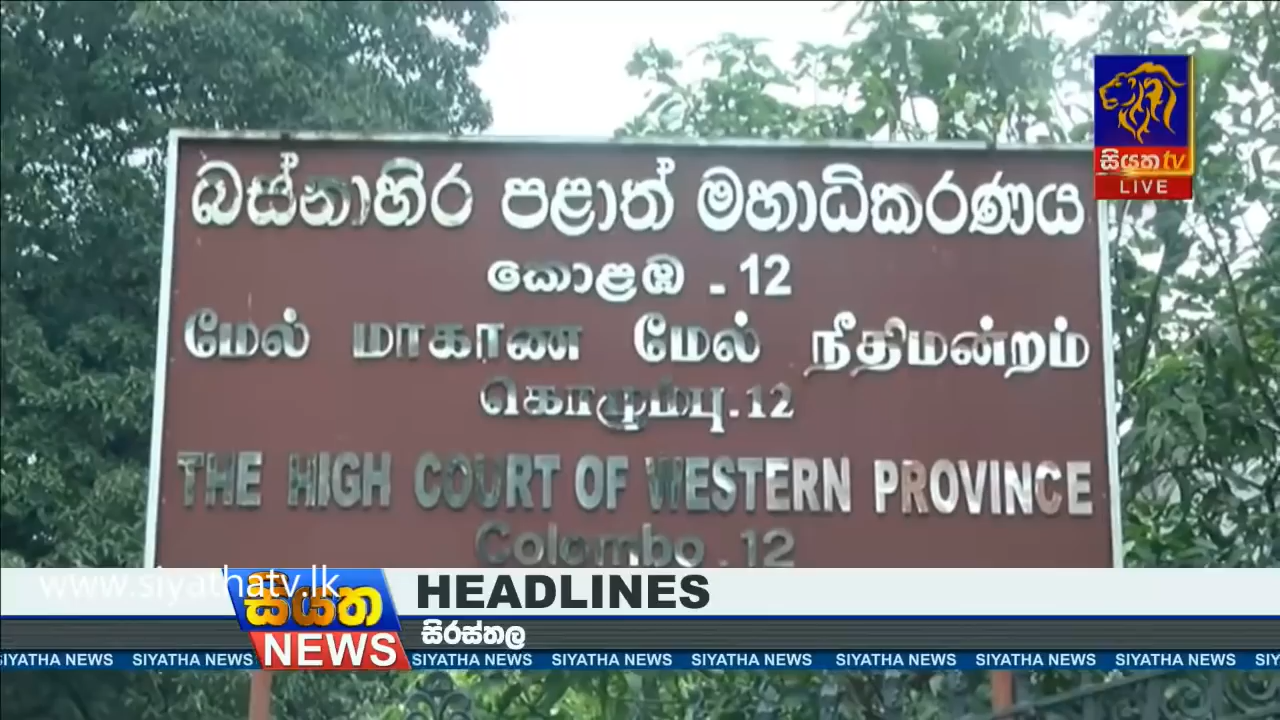 බස්නාහිර පළාත් මහාධිකරණය
කොළඹ - 12
மேல் மாகாண மேல் நீதிமன்றம்
கொழும்பு.12
THE HIGH COURT OF WESTERN PROVINCE
Colombo . 12
සියත tv
LIVE
www.siyathatv.lk
සියත
NEWS
HEADLINES
සිරස්තල
SIYATHA NEWS SIYATHA NEWS SIYATHA NEWS SIYATHA NEWS SIYATHA NEWS SIYATHA NEWS SIYATHA NEWS SIYATHA NEWS SI